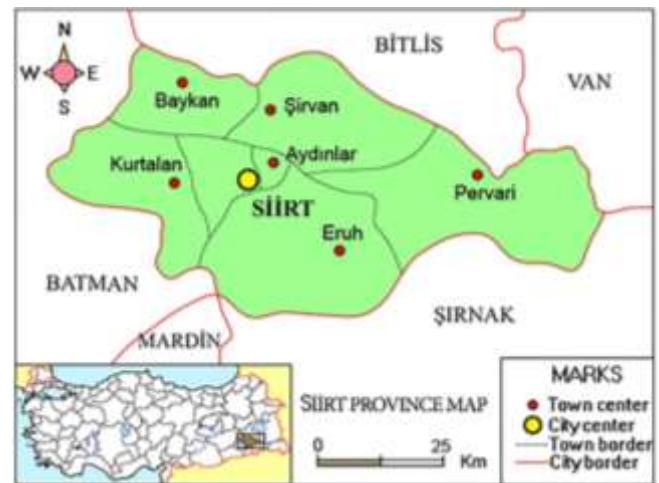 N
W E
S
BİTLİS
VAN
Baykan
Şirvan
Kurtalan
Aydınlar
Pervari
SİİRT
Eruh
BATMAN
ŞIRNAK
MARDİN
SİİRT PROVINCE MAP
0 25
Km
MARKS
Town center
City center
Town border
City border